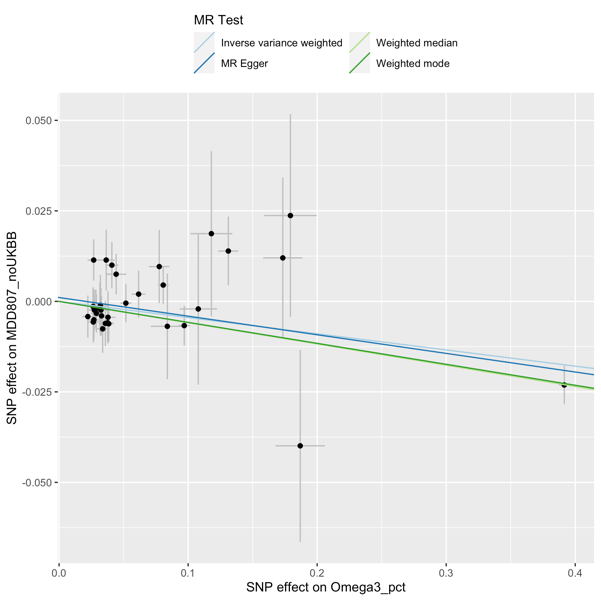 MR Test
Inverse variance weighted
Weighted median
MR Egger
Weighted mode
SNP effect on MDD807_noUKBB
0.050
0.025
0.000
-0.025
-0.050
0.0
0.1
0.2
0.3
0.4
SNP effect on Omega3_pct